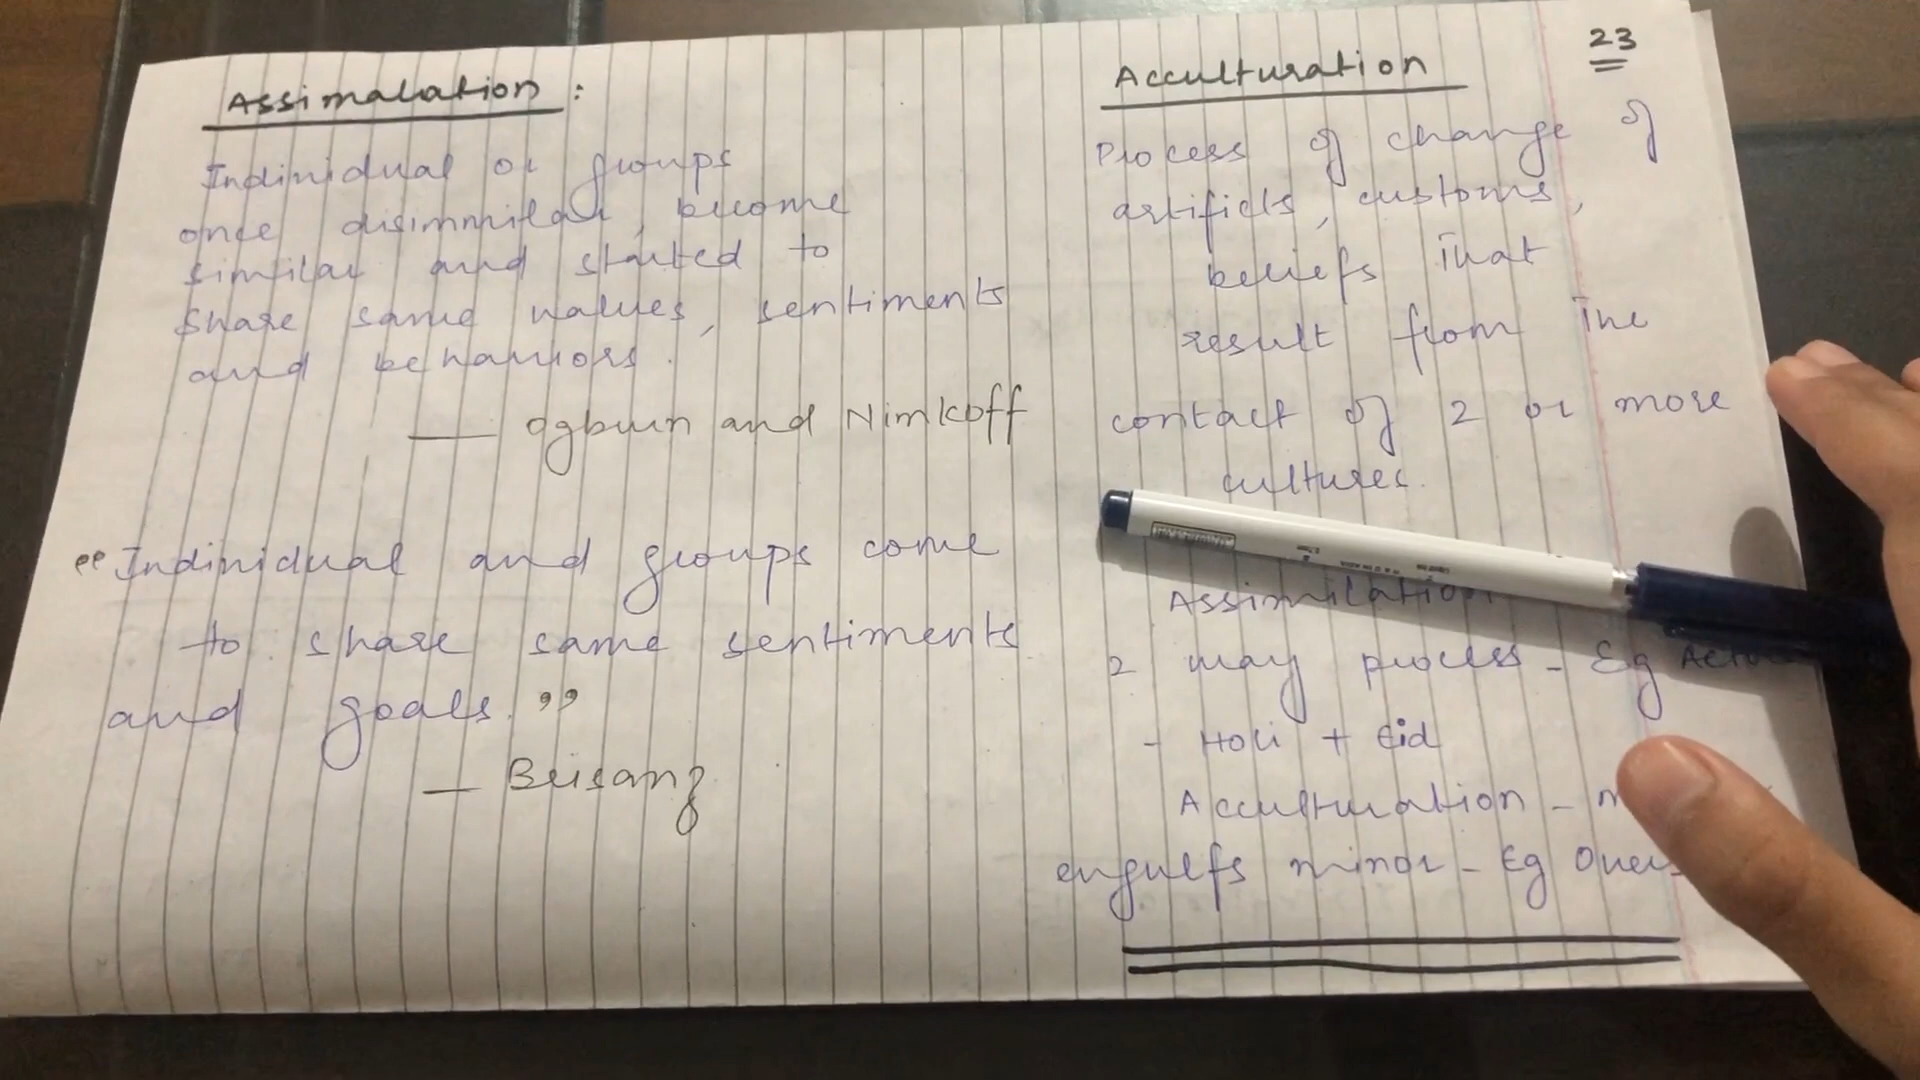 Assimalation :
Individual or groups
once disimmilar, become
similar and started to
share same values, sentiments
and behaviors.
— Ogburn and Nimkoff
"Individual and groups come
to share same sentiments
and goals."
— Beisanz
23
Acculturation
Process of change of
artificts, customs,
beliefs that
result from the
contact of 2 or more
cultures.
Assimilation
2 way process - Eg
- Holi + Eid
Acculturation -
engulfs minor - Eg